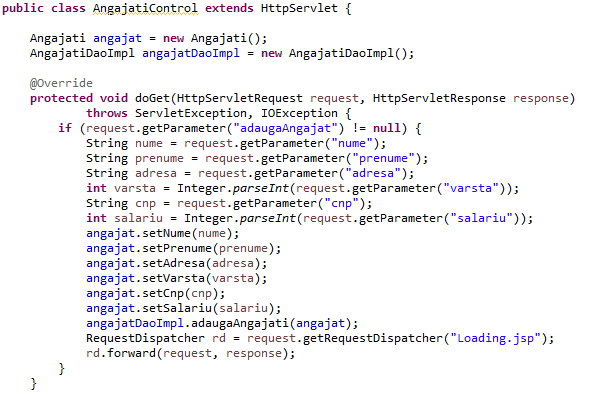 public class AngajatiControl extends HttpServlet {
Angajati angajat = new Angajati();
AngajatiDaoImpl angajatDaoImpl = new AngajatiDaoImpl();
@Override
protected void doGet(HttpServletRequest request, HttpServletResponse response)
throws ServletException, IOException {
if (request.getParameter("adaugaAngajat") != null) {
String nume = request.getParameter("nume");
String prenume = request.getParameter("prenume");
String adresa = request.getParameter("adresa");
int varsta = Integer.parseInt(request.getParameter("varsta"));
String cnp = request.getParameter("cnp");
int salariu = Integer.parseInt(request.getParameter("salariu"));
angajat.setNume(nume);
angajat.setPrenume(prenume);
angajat.setAdresa(adresa);
angajat.setVarsta(varsta);
angajat.setCnp(cnp);
angajat.setSalariu(salariu);
angajatDaoImpl.adaugaAngajati(angajat);
RequestDispatcher rd = request.getRequestDispatcher("Loading.jsp");
rd.forward(request, response);
}
}